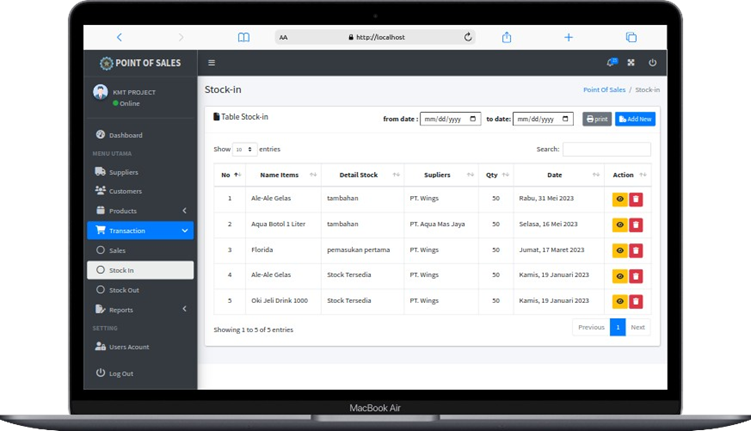 AA http://localhost
POINT OF SALES
KMT PROJECT
Online
Dashboard
MENU UTAMA
Suppliers
Customers
Products
Transaction
Sales
Stock In
Stock Out
Reports
SETTING
Users Acount
Log Out
Stock-in
Point Of Sales / Stock-in
Table Stock-in
from date : mm/dd/yyyy to date: mm/dd/yyyy print Add New
Show 10 entries
Search:
No Name Items Detail Stock Supliers Qty Date Action
1 Ale-Ale Gelas tambahan PT. Wings 50 Rabu, 31 Mei 2023
2 Aqua Botol 1 Liter tambahan PT. Aqua Mas Jaya 50 Selasa, 16 Mei 2023
3 Florida pemasukan pertama PT. Wings 50 Jumat, 17 Maret 2023
4 Ale-Ale Gelas Stock Tersedia PT. Wings 50 Kamis, 19 Januari 2023
5 Oki Jeli Drink 1000 Stock Tersedia PT. Wings 50 Kamis, 19 Januari 2023
Showing 1 to 5 of 5 entries
Previous 1 Next
MacBook Air